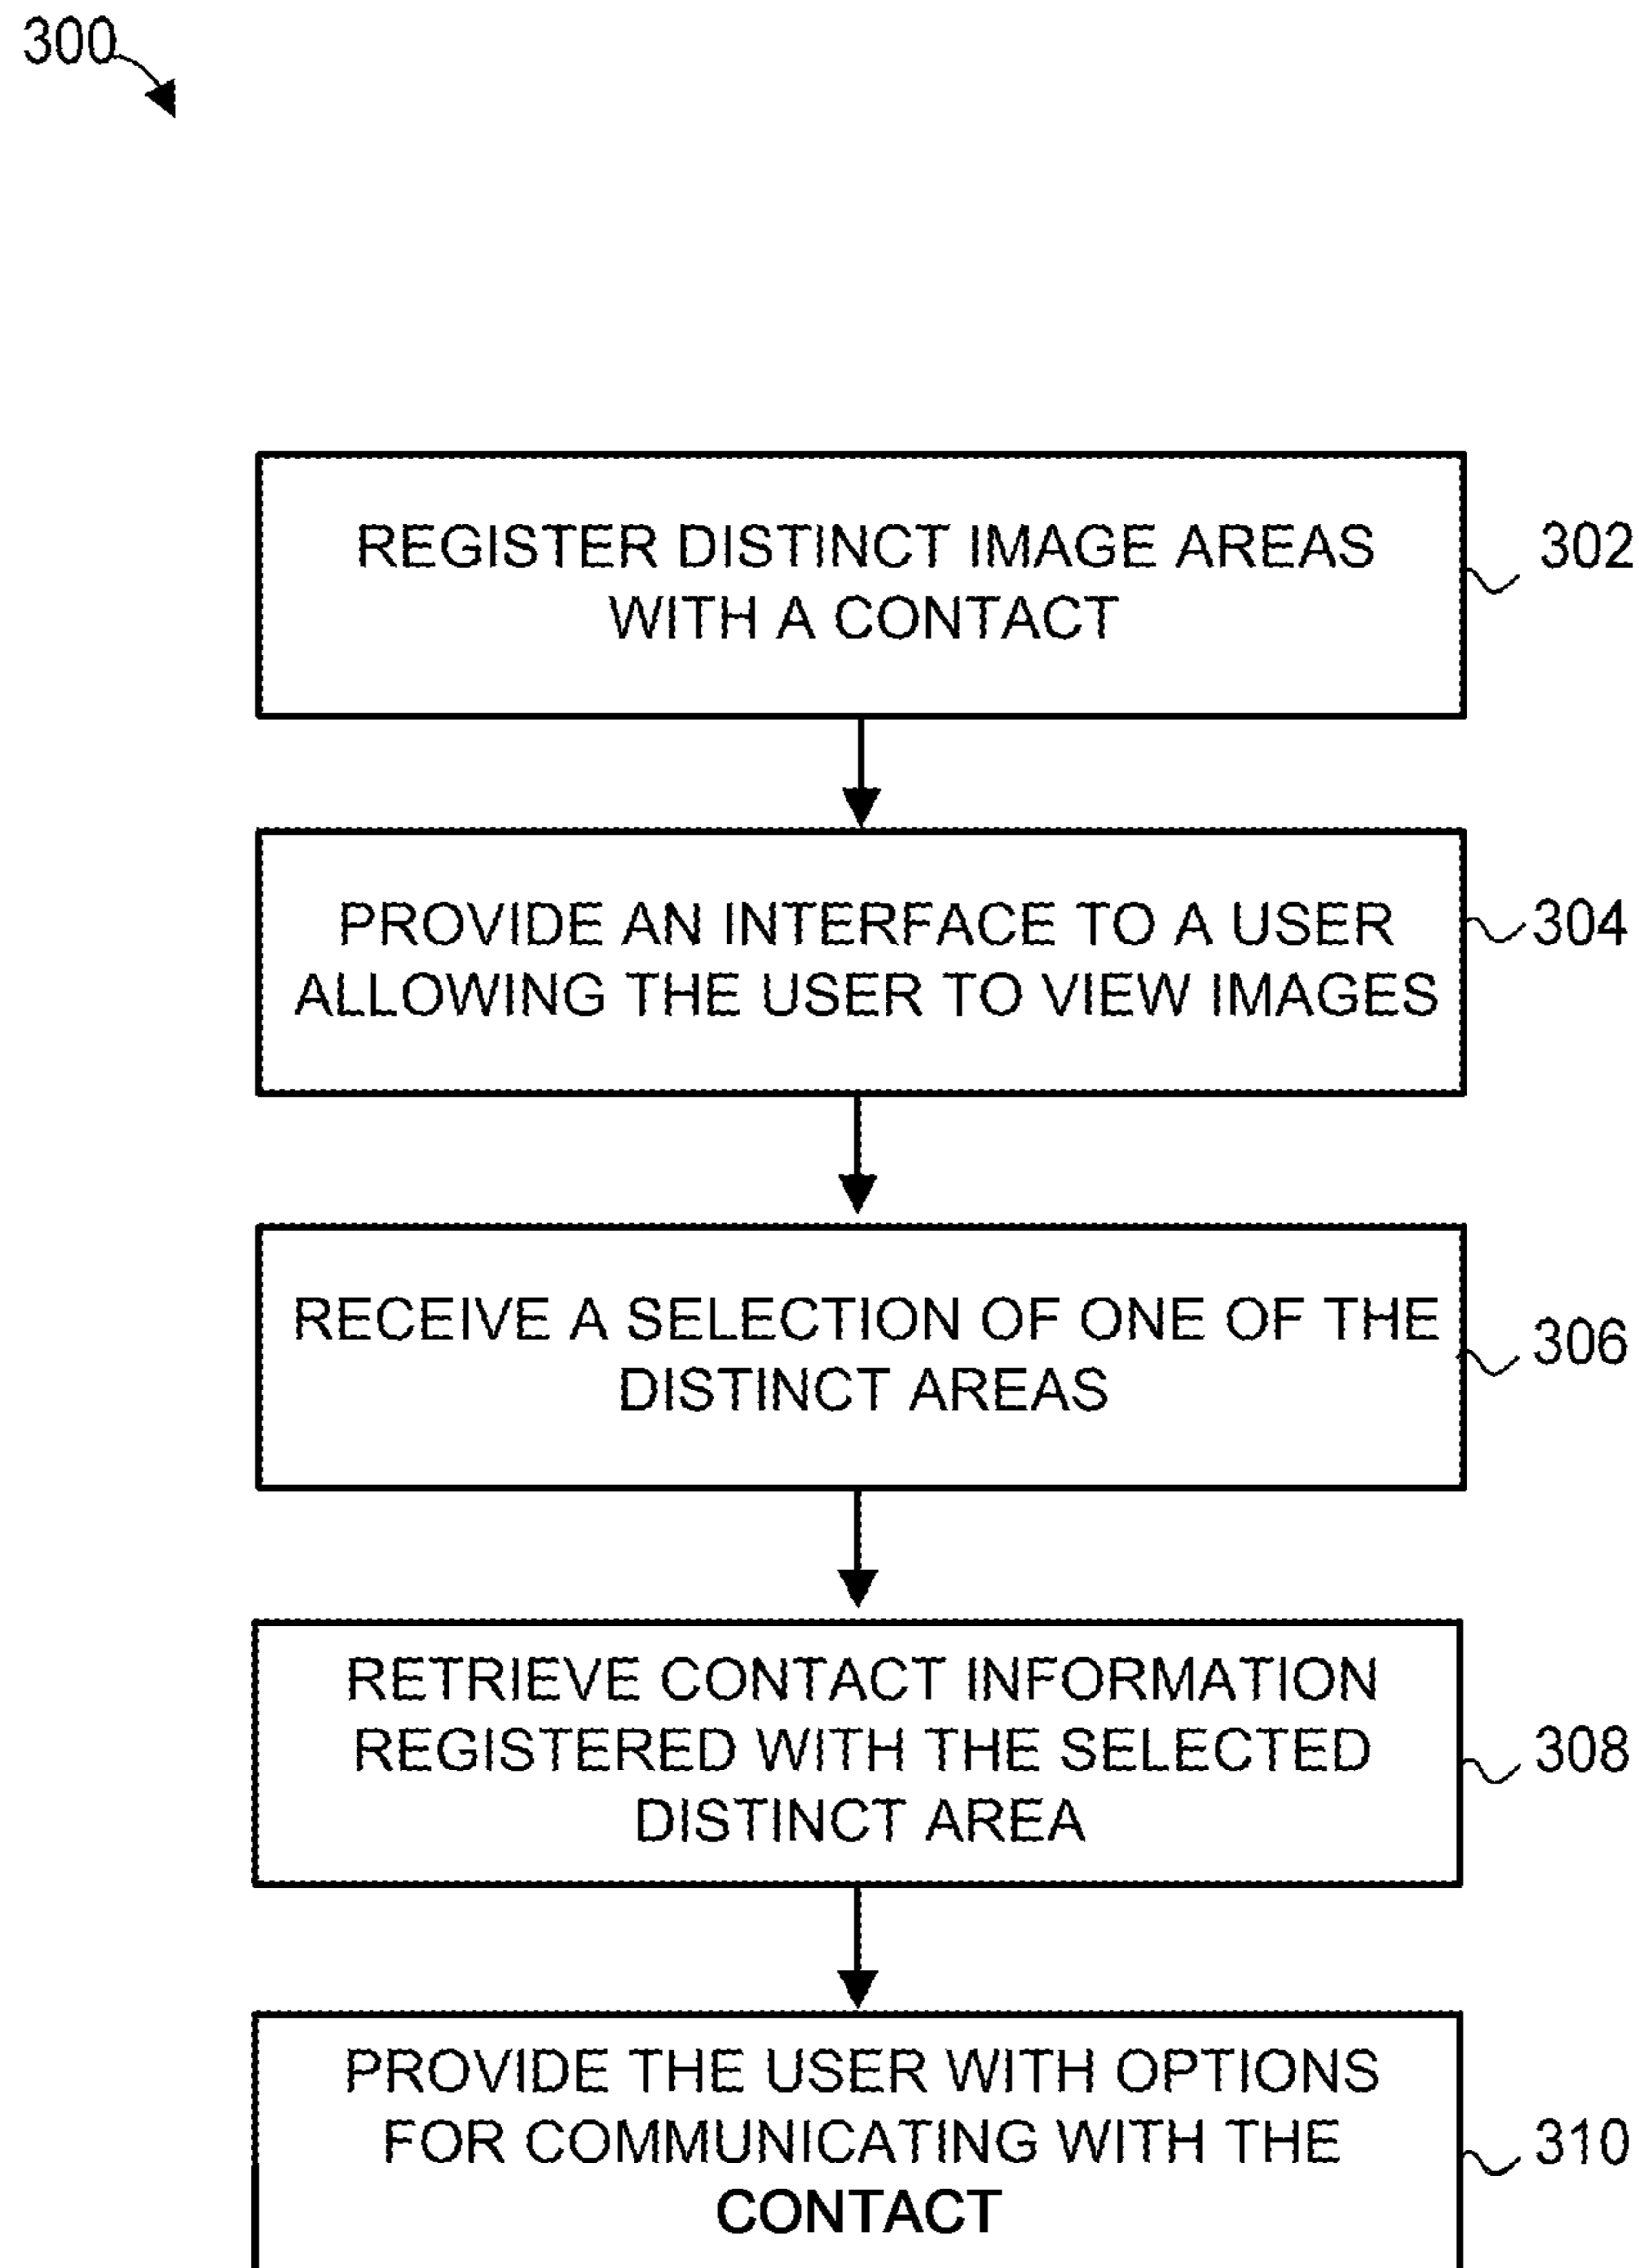 300
REGISTER DISTINCT IMAGE AREAS
WITH A CONTACT
302
PROVIDE AN INTERFACE TO A USER
ALLOWING THE USER TO VIEW IMAGES
304
RECEIVE A SELECTION OF ONE OF THE
DISTINCT AREAS
306
RETRIEVE CONTACT INFORMATION
REGISTERED WITH THE SELECTED
DISTINCT AREA
308
PROVIDE THE USER WITH OPTIONS
FOR COMMUNICATING WITH THE
CONTACT
310